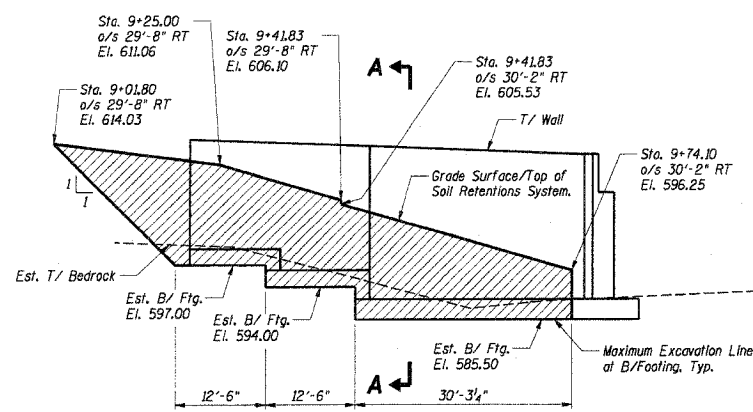 Sta. 9+25.00
o/s 29'-8" RT
El. 611.06
Sta. 9+41.83
o/s 29'-8" RT
El. 606.10
A
Sta. 9+41.83
o/s 30'-2" RT
El. 605.53
Sta. 9+01.80
o/s 29'-8" RT
El. 614.03
T/ Wall
Sta. 9+74.10
o/s 30'-2" RT
El. 596.25
Grade Surface/Top of
Soil Retentions System.
1
1
Est. T/ Bedrock
Est. B/ Ftg.
El. 597.00
Est. B/ Ftg.
El. 594.00
Est. B/ Ftg.
El. 585.50
Maximum Excavation Line
at B/Footing, Typ.
A
12'-6"
12'-6"
30'-3¼"